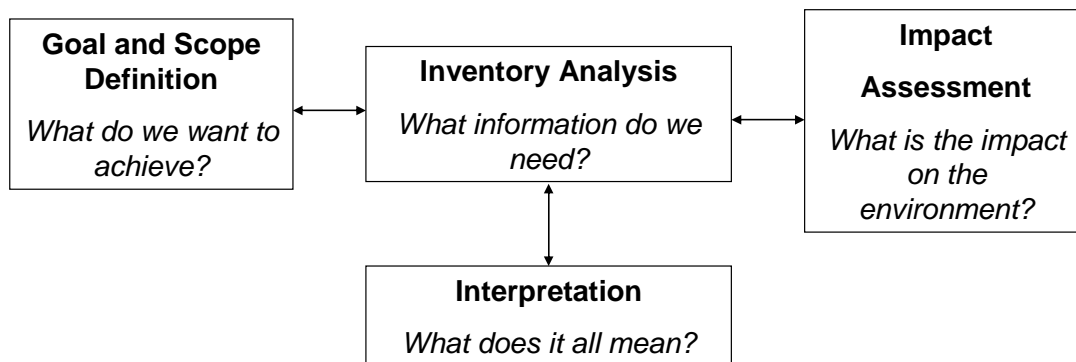 Goal and Scope
Definition
What do we want to
achieve?
Inventory Analysis
What information do we
need?
Impact
Assessment
What is the impact
on the
environment?
Interpretation
What does it all mean?